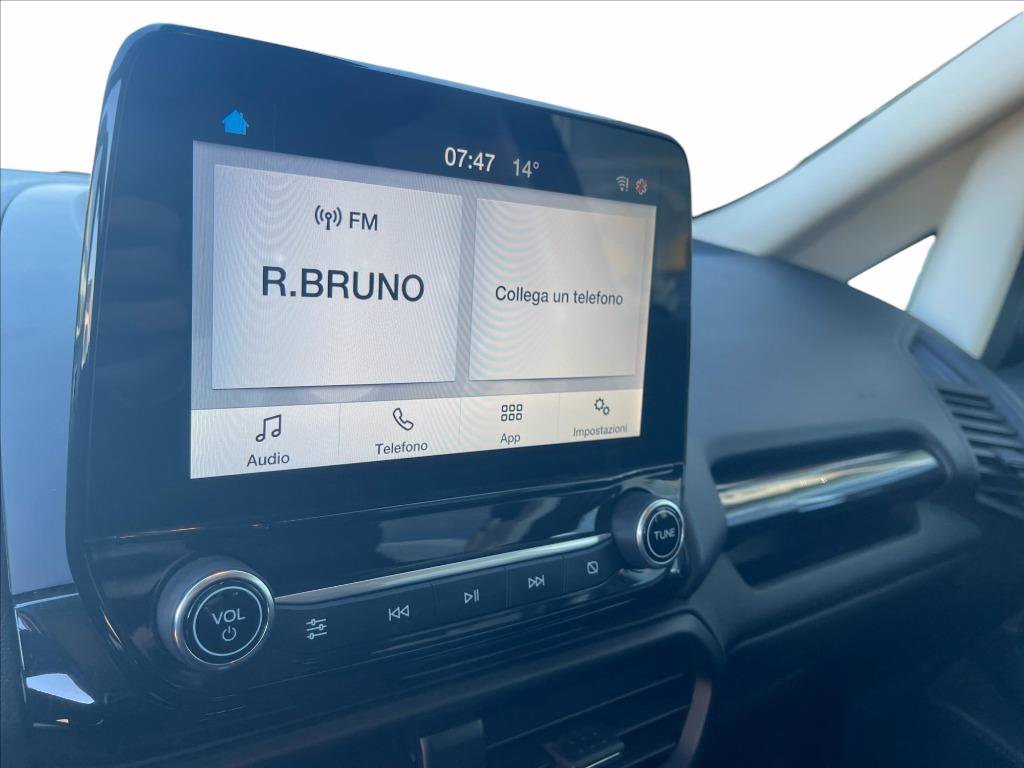 07:47 14°
FM
R.BRUNO
Collega un telefono
Audio
Telefono
App
Impostazioni
VOL
TUNE